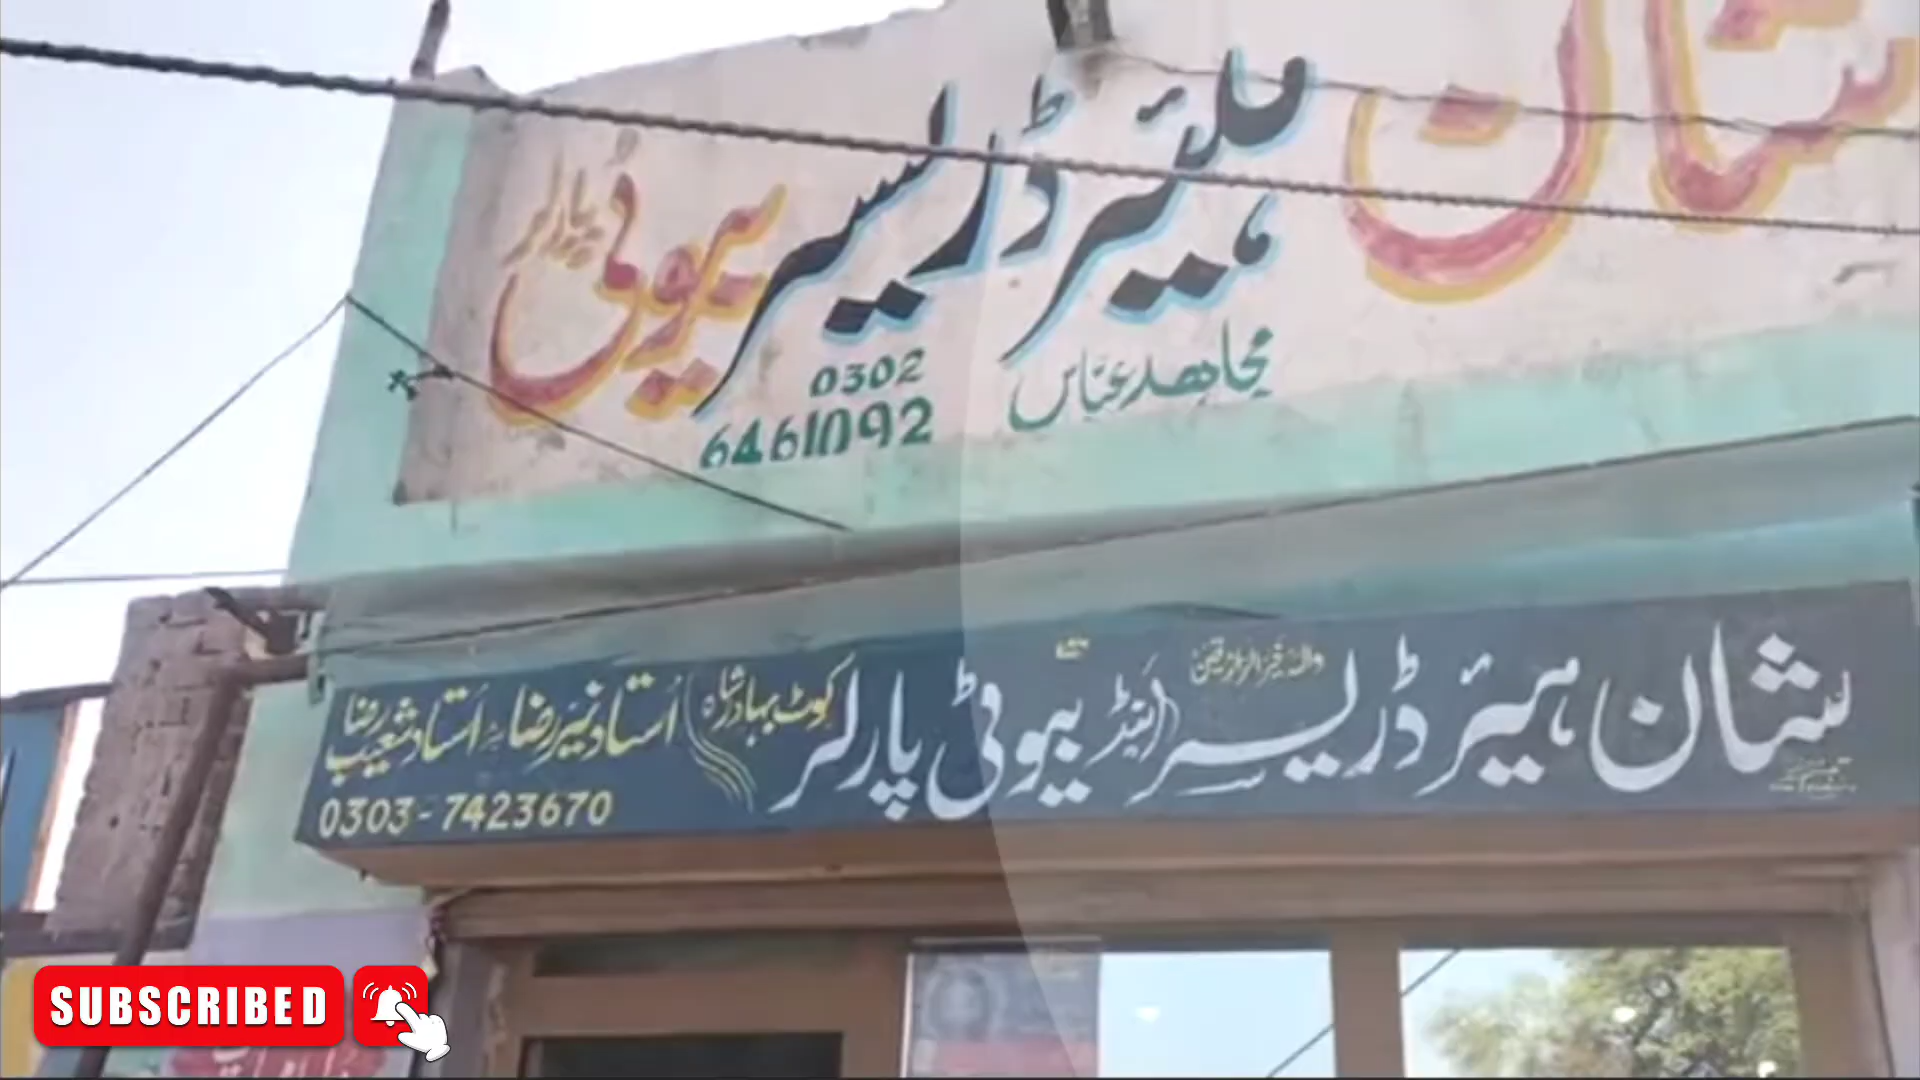 شان ہیئر ڈریسر بیوٹی پارلر
مجاھد عباس
0302
6461092
شان ہیئر ڈریسر اینڈ بیوٹی پارلر
کوٹ بہادر شاہ
استاد نیر رضا استاد شعیب رضا
0303-7423670
SUBSCRIBED